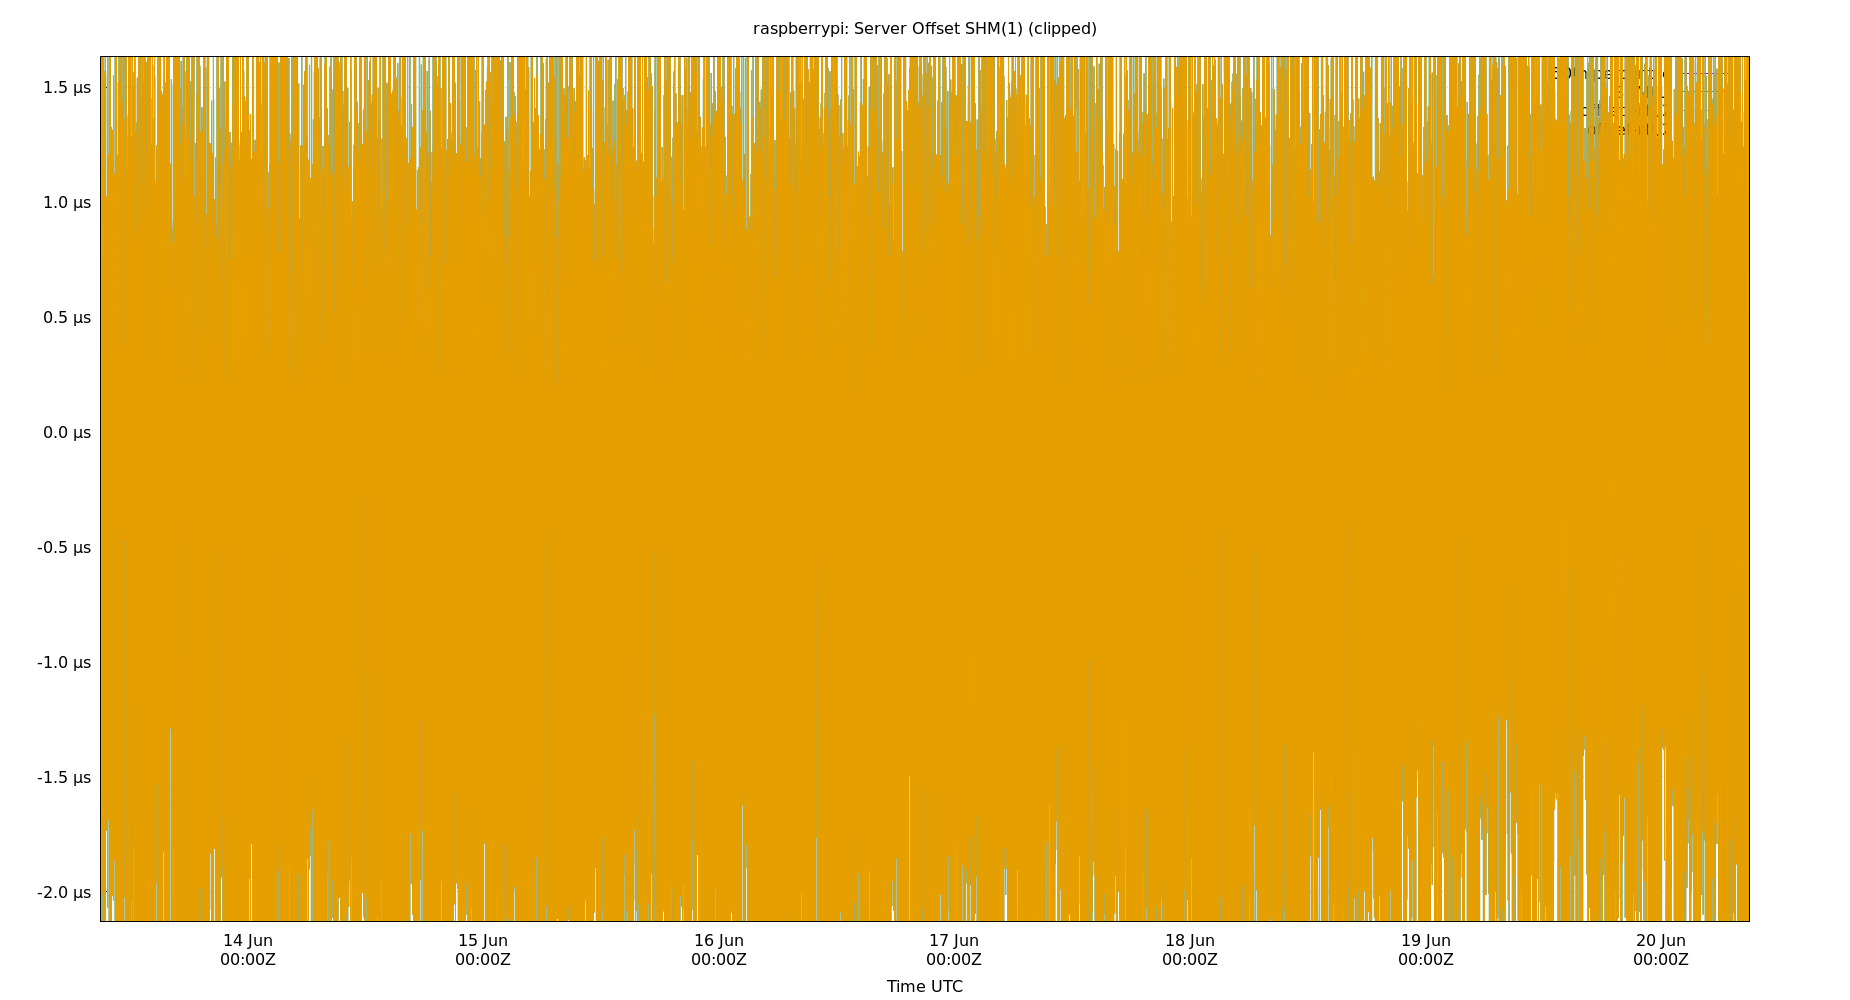 raspberrypi: Server Offset SHM(1) (clipped)
1.5 µs
1.0 µs
0.5 µs
0.0 µs
-0.5 µs
-1.0 µs
-1.5 µs
-2.0 µs
14 Jun 15 Jun 16 Jun 17 Jun 18 Jun 19 Jun 20 Jun
00:00Z 00:00Z 00:00Z 00:00Z 00:00Z 00:00Z 00:00Z
Time UTC